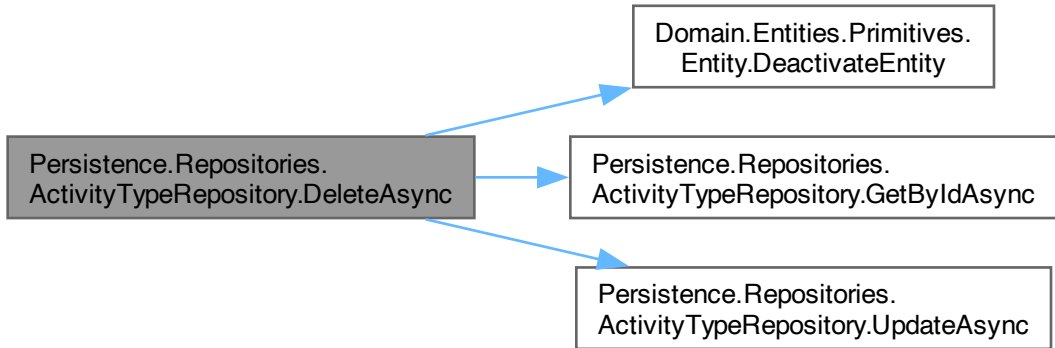 Domain.Entities.Primitives.
Entity.DeactivateEntity
Persistence.Repositories.
ActivityTypeRepository.DeleteAsync
Persistence.Repositories.
ActivityTypeRepository.GetByIdAsync
Persistence.Repositories.
ActivityTypeRepository.UpdateAsync